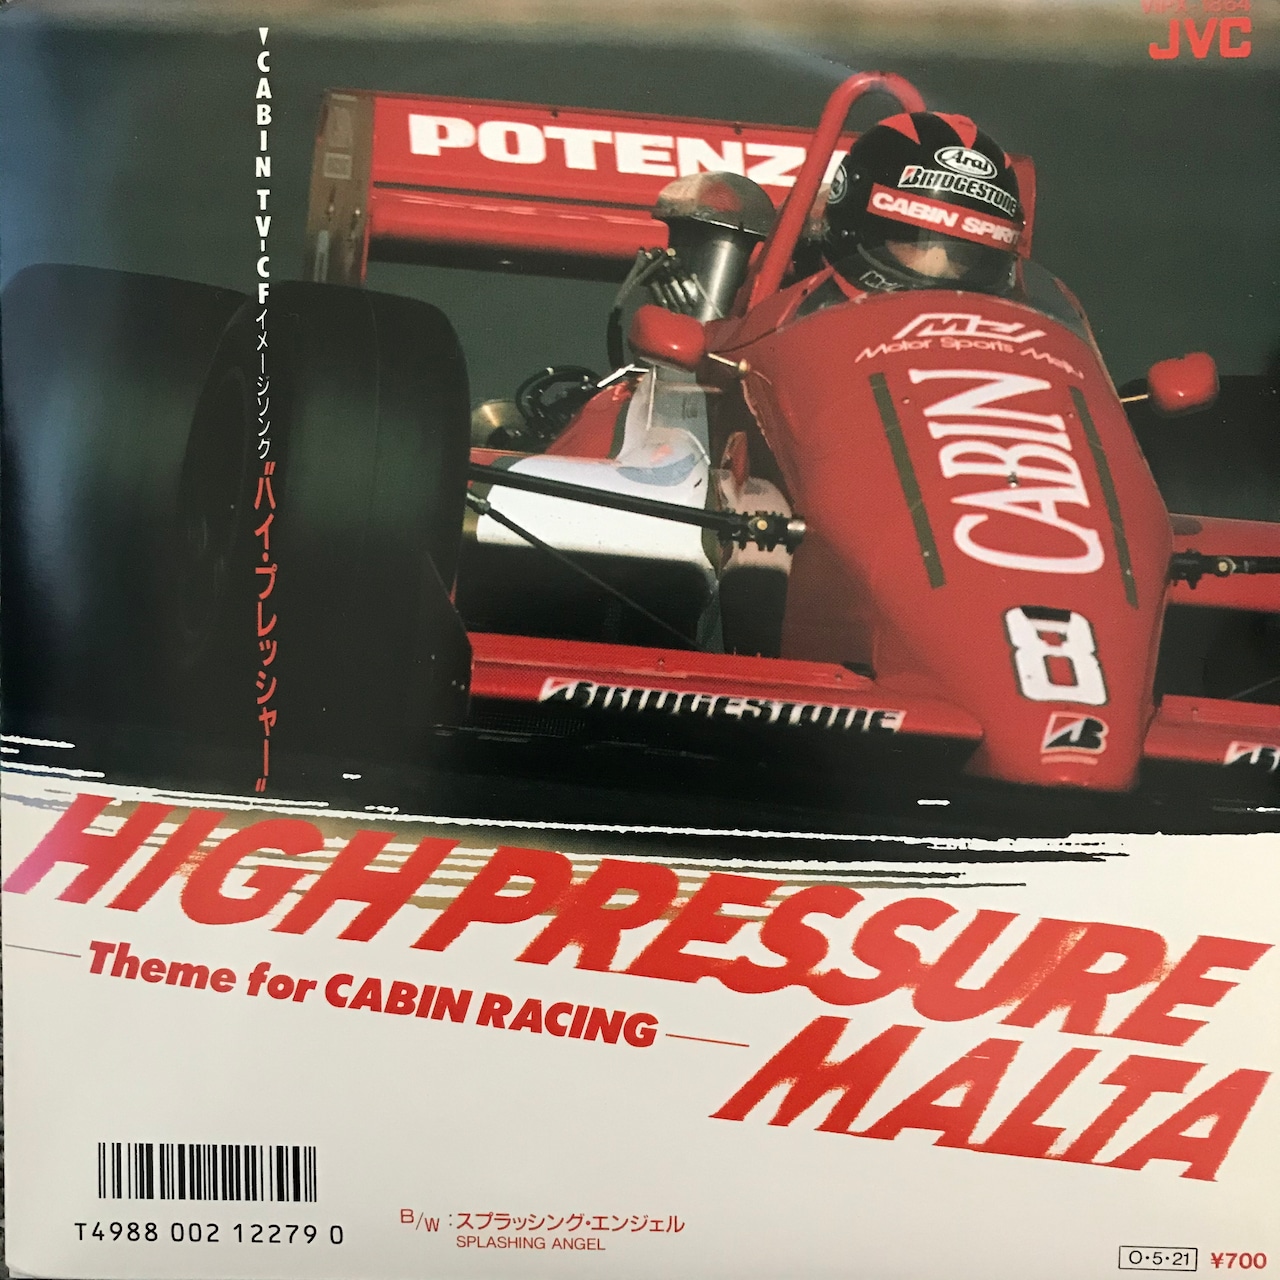 JVC
▼CABIN TV-CFイメージソング“ハイ・プレッシャー”
POTENZ
Arai
BRIDGESTONE
CABIN SPIRIT
Motor Sports
CABIN
8
B
BRIDGESTONE
HIGH PRESSURE
Theme for CABIN RACING
MALTA
T4988 002 12279 0
B/W:スプラッシング・エンジェル
SPLASHING ANGEL
O・5・21 ¥700